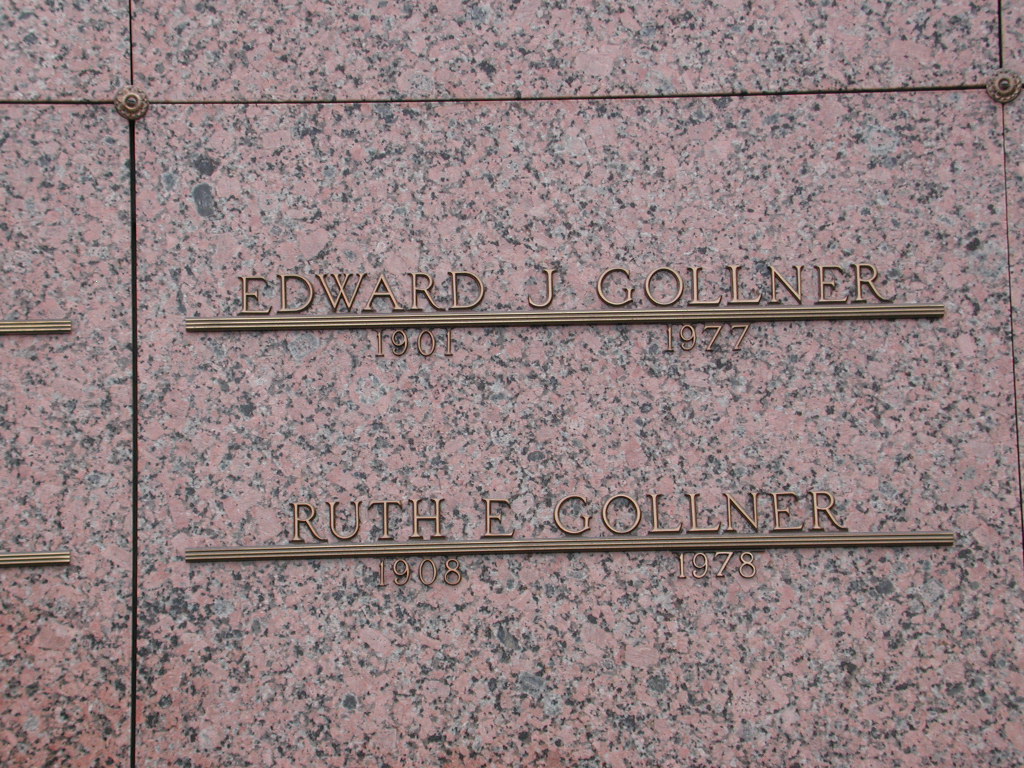 EDWARD J GOLLNER
1901 1977
RUTH E GOLLNER
1908 1978